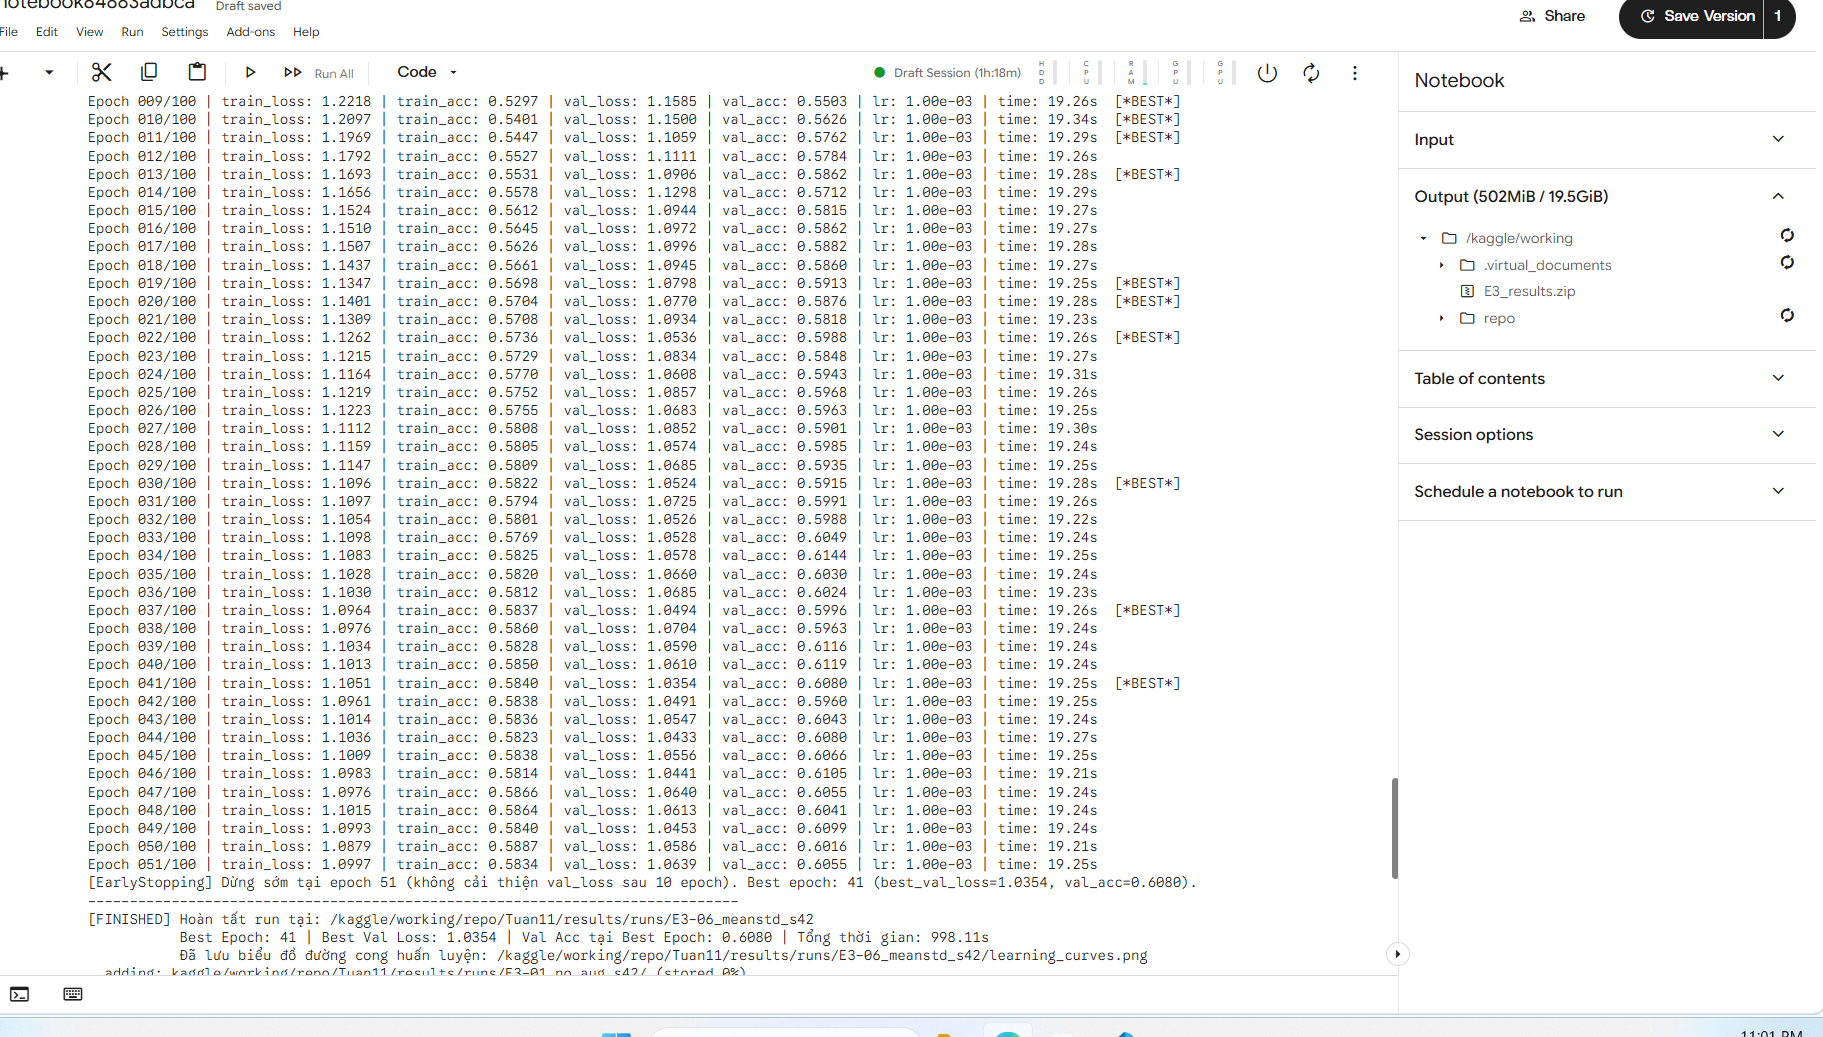 notebook84883adbca Draft saved
File Edit View Run Settings Add-ons Help
Share
Save Version 1
Run All Code
Draft Session (1h:18m) HDD CPU RAM GPU GPU
Epoch 009/100 | train_loss: 1.2218 | train_acc: 0.5297 | val_loss: 1.1585 | val_acc: 0.5503 | lr: 1.00e-03 | time: 19.26s [*BEST*]
Epoch 010/100 | train_loss: 1.2097 | train_acc: 0.5401 | val_loss: 1.1500 | val_acc: 0.5626 | lr: 1.00e-03 | time: 19.34s [*BEST*]
Epoch 011/100 | train_loss: 1.1969 | train_acc: 0.5447 | val_loss: 1.1059 | val_acc: 0.5762 | lr: 1.00e-03 | time: 19.29s [*BEST*]
Epoch 012/100 | train_loss: 1.1792 | train_acc: 0.5527 | val_loss: 1.1111 | val_acc: 0.5784 | lr: 1.00e-03 | time: 19.26s
Epoch 013/100 | train_loss: 1.1693 | train_acc: 0.5531 | val_loss: 1.0906 | val_acc: 0.5862 | lr: 1.00e-03 | time: 19.28s [*BEST*]
Epoch 014/100 | train_loss: 1.1656 | train_acc: 0.5578 | val_loss: 1.1298 | val_acc: 0.5712 | lr: 1.00e-03 | time: 19.29s
Epoch 015/100 | train_loss: 1.1524 | train_acc: 0.5612 | val_loss: 1.0944 | val_acc: 0.5815 | lr: 1.00e-03 | time: 19.27s
Epoch 016/100 | train_loss: 1.1510 | train_acc: 0.5645 | val_loss: 1.0972 | val_acc: 0.5862 | lr: 1.00e-03 | time: 19.27s
Epoch 017/100 | train_loss: 1.1507 | train_acc: 0.5626 | val_loss: 1.0996 | val_acc: 0.5882 | lr: 1.00e-03 | time: 19.28s
Epoch 018/100 | train_loss: 1.1437 | train_acc: 0.5661 | val_loss: 1.0945 | val_acc: 0.5860 | lr: 1.00e-03 | time: 19.27s
Epoch 019/100 | train_loss: 1.1347 | train_acc: 0.5698 | val_loss: 1.0798 | val_acc: 0.5913 | lr: 1.00e-03 | time: 19.25s [*BEST*]
Epoch 020/100 | train_loss: 1.1401 | train_acc: 0.5704 | val_loss: 1.0770 | val_acc: 0.5876 | lr: 1.00e-03 | time: 19.28s [*BEST*]
Epoch 021/100 | train_loss: 1.1309 | train_acc: 0.5708 | val_loss: 1.0934 | val_acc: 0.5818 | lr: 1.00e-03 | time: 19.23s
Epoch 022/100 | train_loss: 1.1262 | train_acc: 0.5736 | val_loss: 1.0536 | val_acc: 0.5988 | lr: 1.00e-03 | time: 19.26s [*BEST*]
Epoch 023/100 | train_loss: 1.1215 | train_acc: 0.5729 | val_loss: 1.0834 | val_acc: 0.5848 | lr: 1.00e-03 | time: 19.27s
Epoch 024/100 | train_loss: 1.1164 | train_acc: 0.5770 | val_loss: 1.0608 | val_acc: 0.5943 | lr: 1.00e-03 | time: 19.31s
Epoch 025/100 | train_loss: 1.1219 | train_acc: 0.5752 | val_loss: 1.0857 | val_acc: 0.5968 | lr: 1.00e-03 | time: 19.26s
Epoch 026/100 | train_loss: 1.1223 | train_acc: 0.5755 | val_loss: 1.0683 | val_acc: 0.5963 | lr: 1.00e-03 | time: 19.25s
Epoch 027/100 | train_loss: 1.1112 | train_acc: 0.5808 | val_loss: 1.0852 | val_acc: 0.5901 | lr: 1.00e-03 | time: 19.30s
Epoch 028/100 | train_loss: 1.1159 | train_acc: 0.5805 | val_loss: 1.0574 | val_acc: 0.5985 | lr: 1.00e-03 | time: 19.24s
Epoch 029/100 | train_loss: 1.1147 | train_acc: 0.5809 | val_loss: 1.0685 | val_acc: 0.5935 | lr: 1.00e-03 | time: 19.25s
Epoch 030/100 | train_loss: 1.1096 | train_acc: 0.5822 | val_loss: 1.0524 | val_acc: 0.5915 | lr: 1.00e-03 | time: 19.28s [*BEST*]
Epoch 031/100 | train_loss: 1.1097 | train_acc: 0.5794 | val_loss: 1.0725 | val_acc: 0.5991 | lr: 1.00e-03 | time: 19.26s
Epoch 032/100 | train_loss: 1.1054 | train_acc: 0.5801 | val_loss: 1.0526 | val_acc: 0.5988 | lr: 1.00e-03 | time: 19.22s
Epoch 033/100 | train_loss: 1.1098 | train_acc: 0.5769 | val_loss: 1.0528 | val_acc: 0.6049 | lr: 1.00e-03 | time: 19.24s
Epoch 034/100 | train_loss: 1.1083 | train_acc: 0.5825 | val_loss: 1.0578 | val_acc: 0.6144 | lr: 1.00e-03 | time: 19.25s
Epoch 035/100 | train_loss: 1.1028 | train_acc: 0.5820 | val_loss: 1.0660 | val_acc: 0.6030 | lr: 1.00e-03 | time: 19.24s
Epoch 036/100 | train_loss: 1.1030 | train_acc: 0.5812 | val_loss: 1.0685 | val_acc: 0.6024 | lr: 1.00e-03 | time: 19.23s
Epoch 037/100 | train_loss: 1.0964 | train_acc: 0.5837 | val_loss: 1.0494 | val_acc: 0.5996 | lr: 1.00e-03 | time: 19.26s [*BEST*]
Epoch 038/100 | train_loss: 1.0976 | train_acc: 0.5860 | val_loss: 1.0704 | val_acc: 0.5963 | lr: 1.00e-03 | time: 19.24s
Epoch 039/100 | train_loss: 1.1034 | train_acc: 0.5828 | val_loss: 1.0590 | val_acc: 0.6116 | lr: 1.00e-03 | time: 19.24s
Epoch 040/100 | train_loss: 1.1013 | train_acc: 0.5850 | val_loss: 1.0610 | val_acc: 0.6119 | lr: 1.00e-03 | time: 19.24s
Epoch 041/100 | train_loss: 1.1051 | train_acc: 0.5840 | val_loss: 1.0354 | val_acc: 0.6080 | lr: 1.00e-03 | time: 19.25s [*BEST*]
Epoch 042/100 | train_loss: 1.0961 | train_acc: 0.5838 | val_loss: 1.0491 | val_acc: 0.5960 | lr: 1.00e-03 | time: 19.25s
Epoch 043/100 | train_loss: 1.1014 | train_acc: 0.5836 | val_loss: 1.0547 | val_acc: 0.6043 | lr: 1.00e-03 | time: 19.24s
Epoch 044/100 | train_loss: 1.1036 | train_acc: 0.5823 | val_loss: 1.0433 | val_acc: 0.6080 | lr: 1.00e-03 | time: 19.27s
Epoch 045/100 | train_loss: 1.1009 | train_acc: 0.5838 | val_loss: 1.0556 | val_acc: 0.6066 | lr: 1.00e-03 | time: 19.25s
Epoch 046/100 | train_loss: 1.0983 | train_acc: 0.5814 | val_loss: 1.0441 | val_acc: 0.6105 | lr: 1.00e-03 | time: 19.21s
Epoch 047/100 | train_loss: 1.0976 | train_acc: 0.5866 | val_loss: 1.0640 | val_acc: 0.6055 | lr: 1.00e-03 | time: 19.24s
Epoch 048/100 | train_loss: 1.1015 | train_acc: 0.5864 | val_loss: 1.0613 | val_acc: 0.6041 | lr: 1.00e-03 | time: 19.24s
Epoch 049/100 | train_loss: 1.0993 | train_acc: 0.5840 | val_loss: 1.0453 | val_acc: 0.6099 | lr: 1.00e-03 | time: 19.24s
Epoch 050/100 | train_loss: 1.0879 | train_acc: 0.5887 | val_loss: 1.0586 | val_acc: 0.6016 | lr: 1.00e-03 | time: 19.21s
Epoch 051/100 | train_loss: 1.0997 | train_acc: 0.5834 | val_loss: 1.0639 | val_acc: 0.6055 | lr: 1.00e-03 | time: 19.25s
[EarlyStopping] Dừng sớm tại epoch 51 (không cải thiện val_loss sau 10 epoch). Best epoch: 41 (best_val_loss=1.0354, val_acc=0.6080).
------------------------------------------------------------------------------
[FINISHED] Hoàn tất run tại: /kaggle/working/repo/Tuan11/results/runs/E3-06_meanstd_s42
Best Epoch: 41 | Best Val Loss: 1.0354 | Val Acc tại Best Epoch: 0.6080 | Tổng thời gian: 998.11s
Đã lưu biểu đồ đường cong huấn luyện: /kaggle/working/repo/Tuan11/results/runs/E3-06_meanstd_s42/learning_curves.png
adding: kaggle/working/repo/Tuan11/results/runs/E3-01_no_aug_s42/ (stored 0%)
Notebook
Input
Output (502MiB / 19.5GiB)
/kaggle/working
.virtual_documents
E3_results.zip
repo
Table of contents
Session options
Schedule a notebook to run
11:01 PM